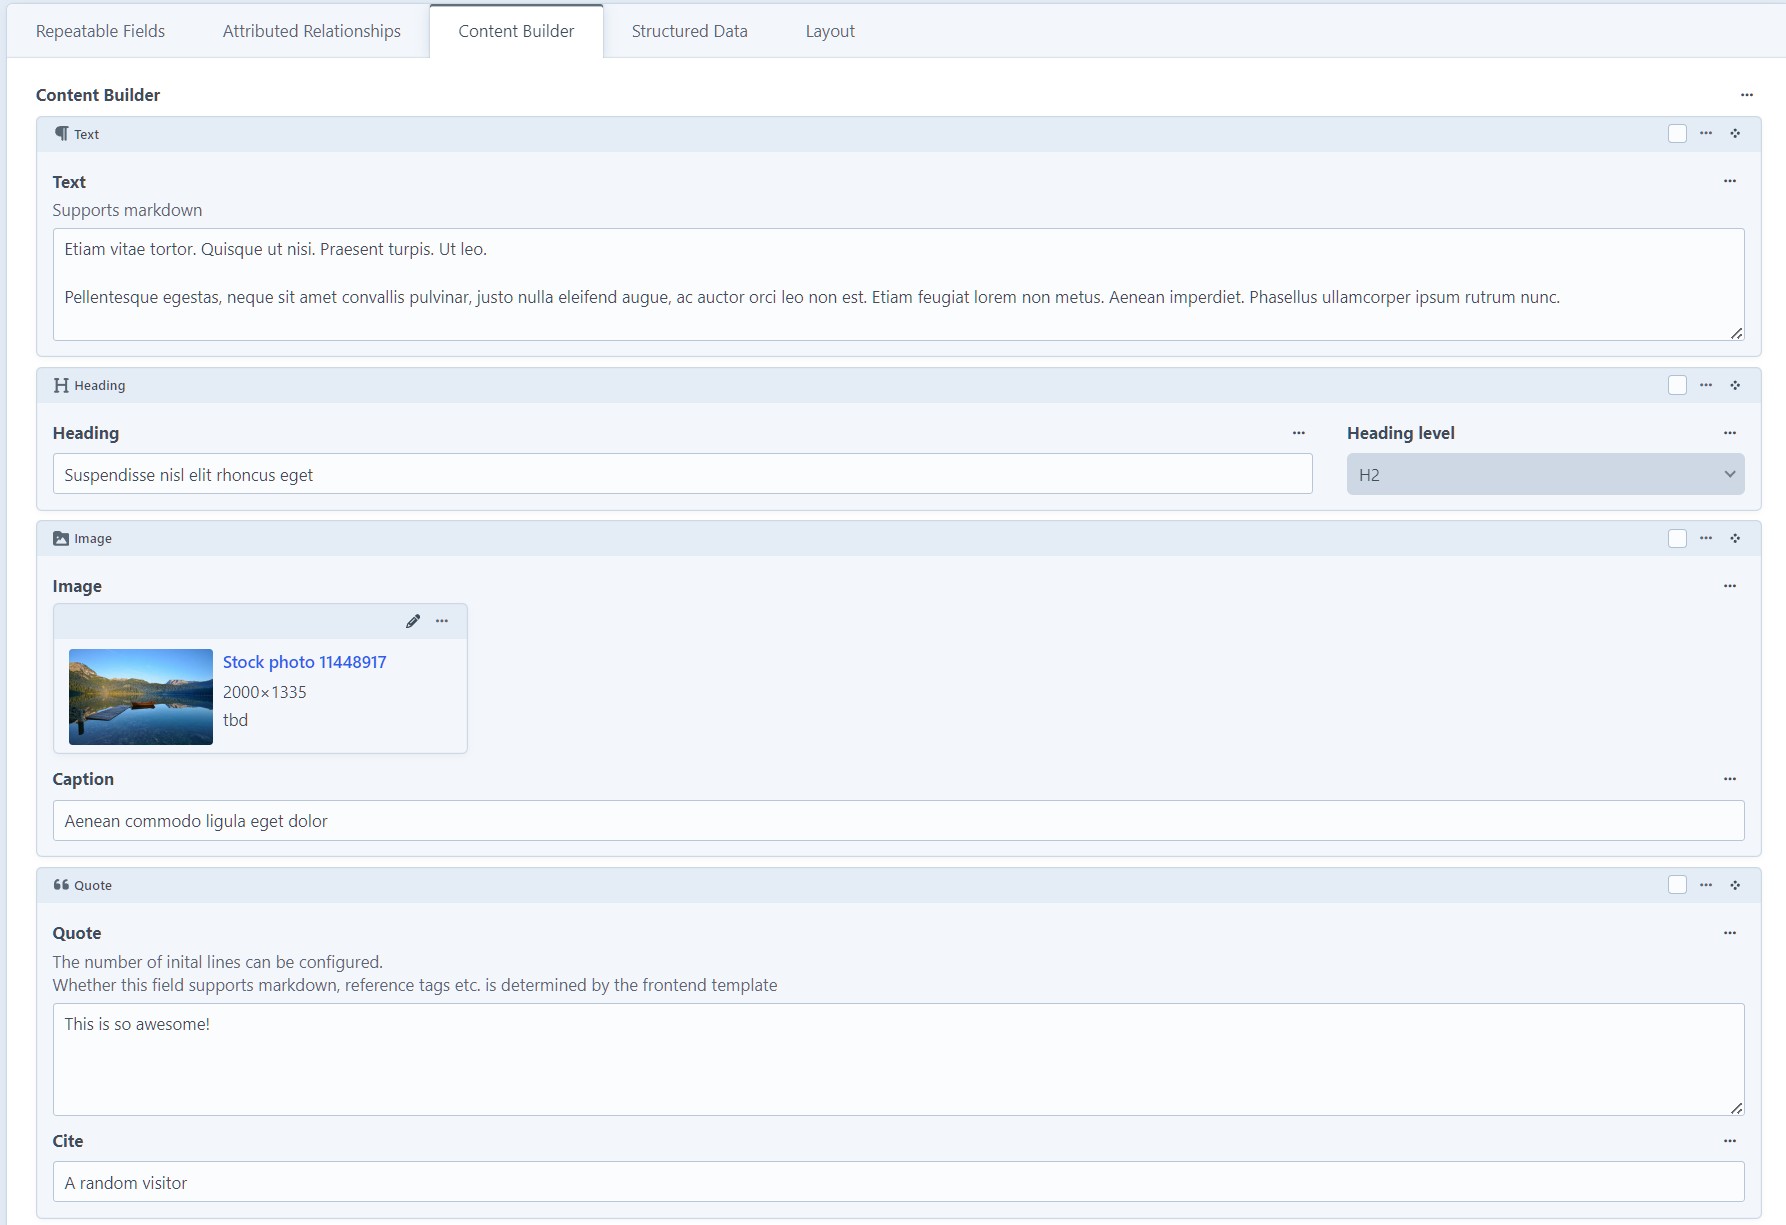 Repeatable Fields
Attributed Relationships
Content Builder
Structured Data
Layout
Content Builder
Text
Text
Supports markdown
Etiam vitae tortor. Quisque ut nisi. Praesent turpis. Ut leo.
Pellentesque egestas, neque sit amet convallis pulvinar, justo nulla eleifend augue, ac auctor orci leo non est. Etiam feugiat lorem non metus. Aenean imperdiet. Phasellus ullamcorper ipsum rutrum nunc.
Heading
Heading
Heading level
Suspendisse nisl elit rhoncus eget
H2
Image
Image
Stock photo 11448917
2000×1335
tbd
Caption
Aenean commodo ligula eget dolor
Quote
Quote
The number of inital lines can be configured.
Whether this field supports markdown, reference tags etc. is determined by the frontend template
This is so awesome!
Cite
A random visitor